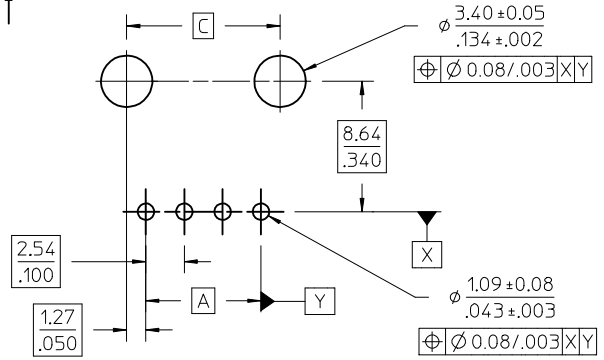 C
⌀ 3.40 ±0.05
.134 ±.002
⌖ ⌀ 0.08/.003 X Y
8.64
.340
2.54
.100
X
A
Y
1.27
.050
⌀ 1.09 ±0.08
.043 ±.003
⌖ ⌀ 0.08/.003 X Y